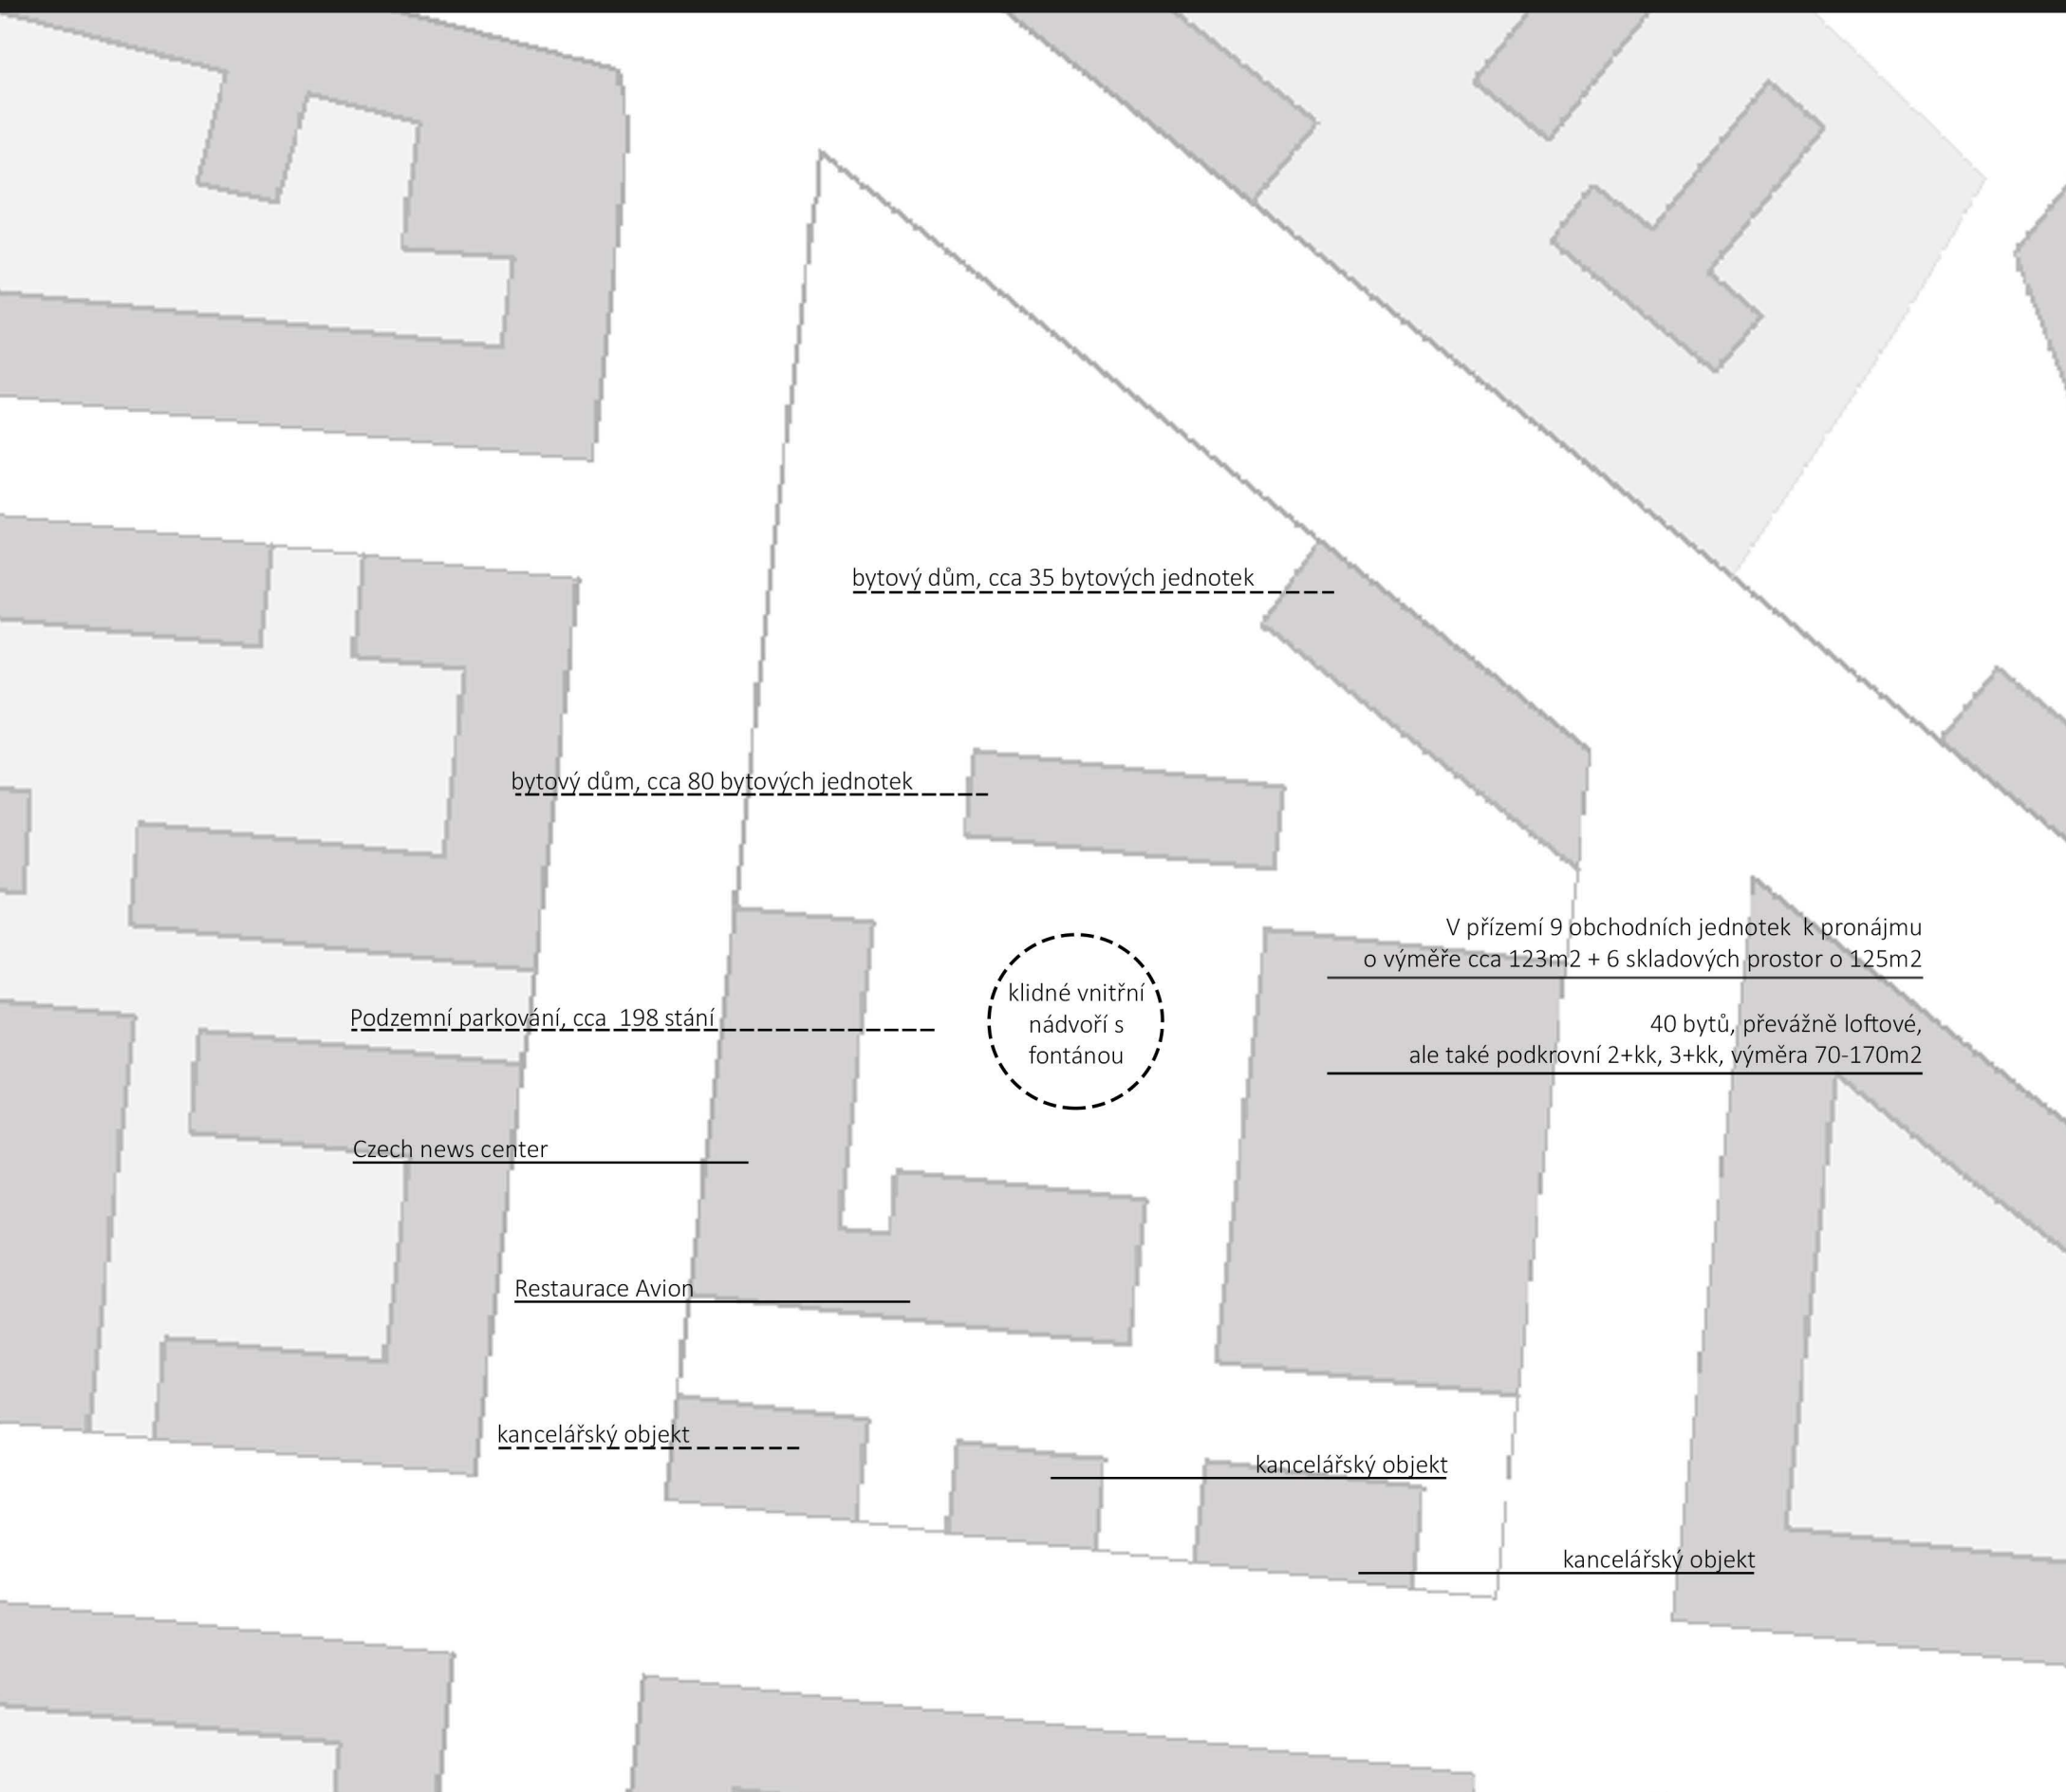 bytový dům, cca 35 bytových jednotek
bytový dům, cca 80 bytových jednotek
V přízemí 9 obchodních jednotek  k pronájmu
o výměře cca 123m2 + 6 skladových prostor o 125m2
klidné vnitřní
nádvoří s
fontánou
Podzemní parkování, cca  198 stání
40 bytů, převážně loftové,
ale také podkrovní 2+kk, 3+kk, výměra 70-170m2
Czech news center
Restaurace Avion
kancelářský objekt
kancelářský objekt
kancelářský objekt